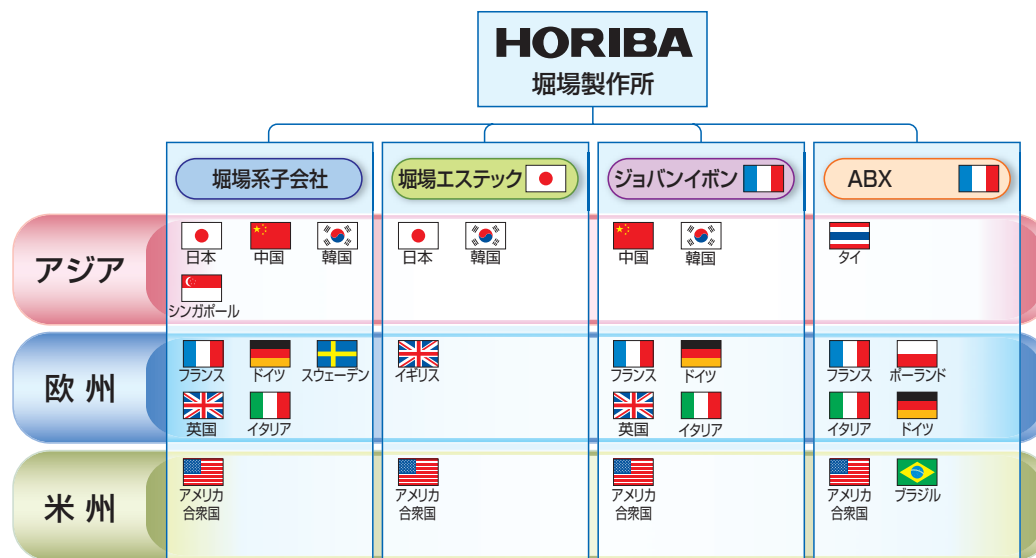 HORIBA
堀場製作所
堀場系子会社
堀場エステック
ジョバンイボン
ABX
アジア
日本
中国
韓国
シンガポール
日本
韓国
中国
韓国
タイ
欧州
フランス
ドイツ
スウェーデン
英国
イタリア
イギリス
フランス
ドイツ
英国
イタリア
フランス
ポーランド
イタリア
ドイツ
米州
アメリカ
合衆国
アメリカ
合衆国
アメリカ
合衆国
アメリカ
合衆国
ブラジル